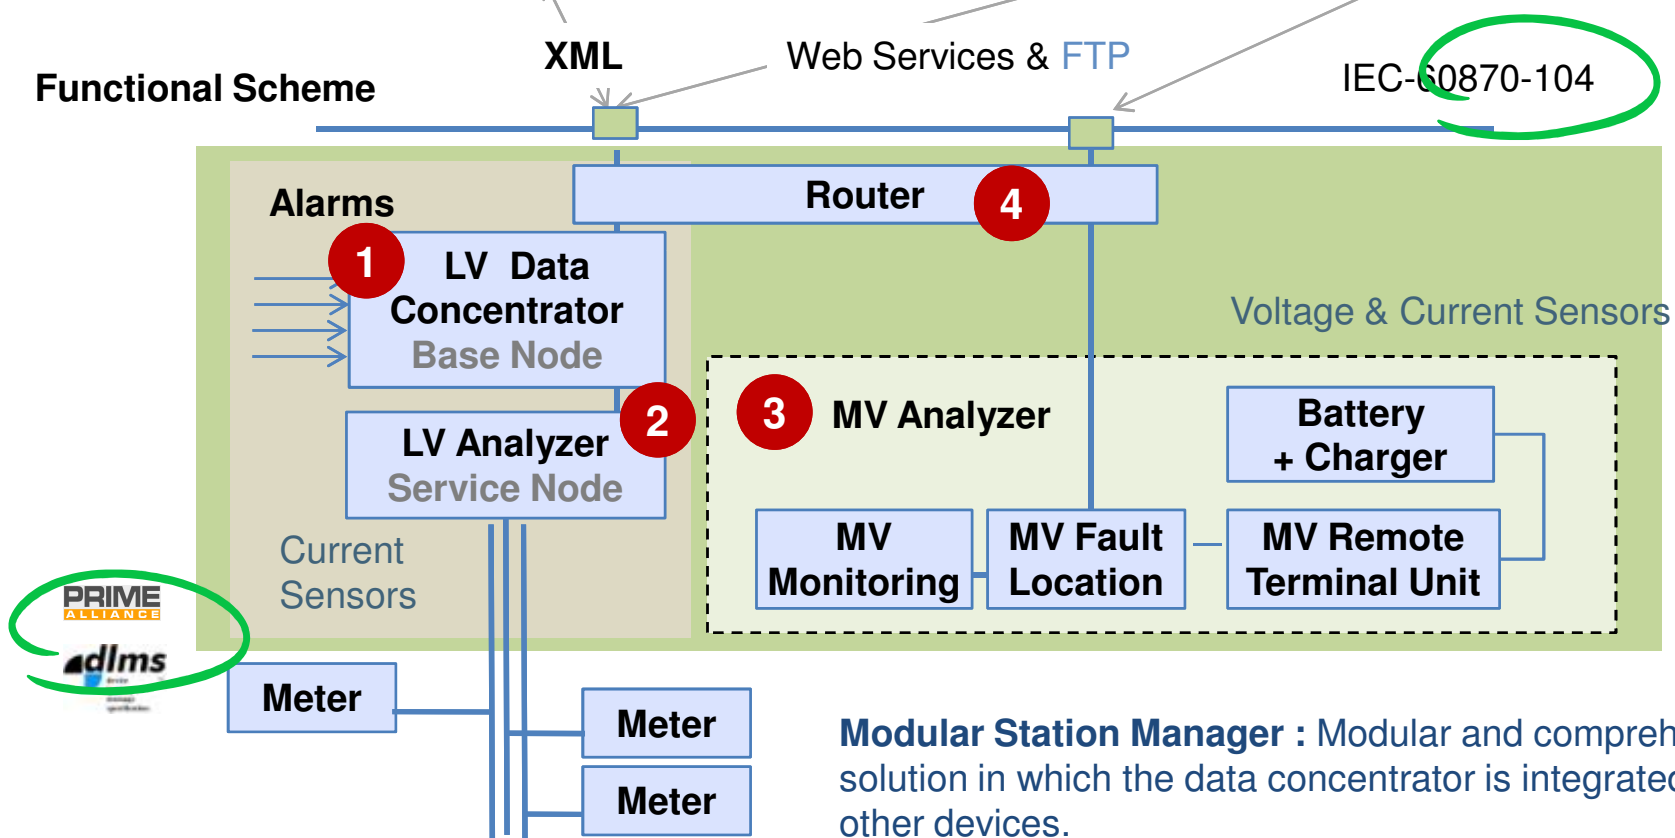 XML
Web Services & FTP
IEC-60870-104
Functional Scheme
Router
4
Alarms
1
LV Data
Concentrator
Base Node
Voltage & Current Sensors
2
LV Analyzer
Service Node
3
MV Analyzer
Battery
+ Charger
MV
Monitoring
MV Fault
Location
MV Remote
Terminal Unit
Current
Sensors
PRIME
ALLIANCE
dlms
Meter
Meter
Meter
Modular Station Manager : Modular and compreh
solution in which the data concentrator is integrated
other devices.